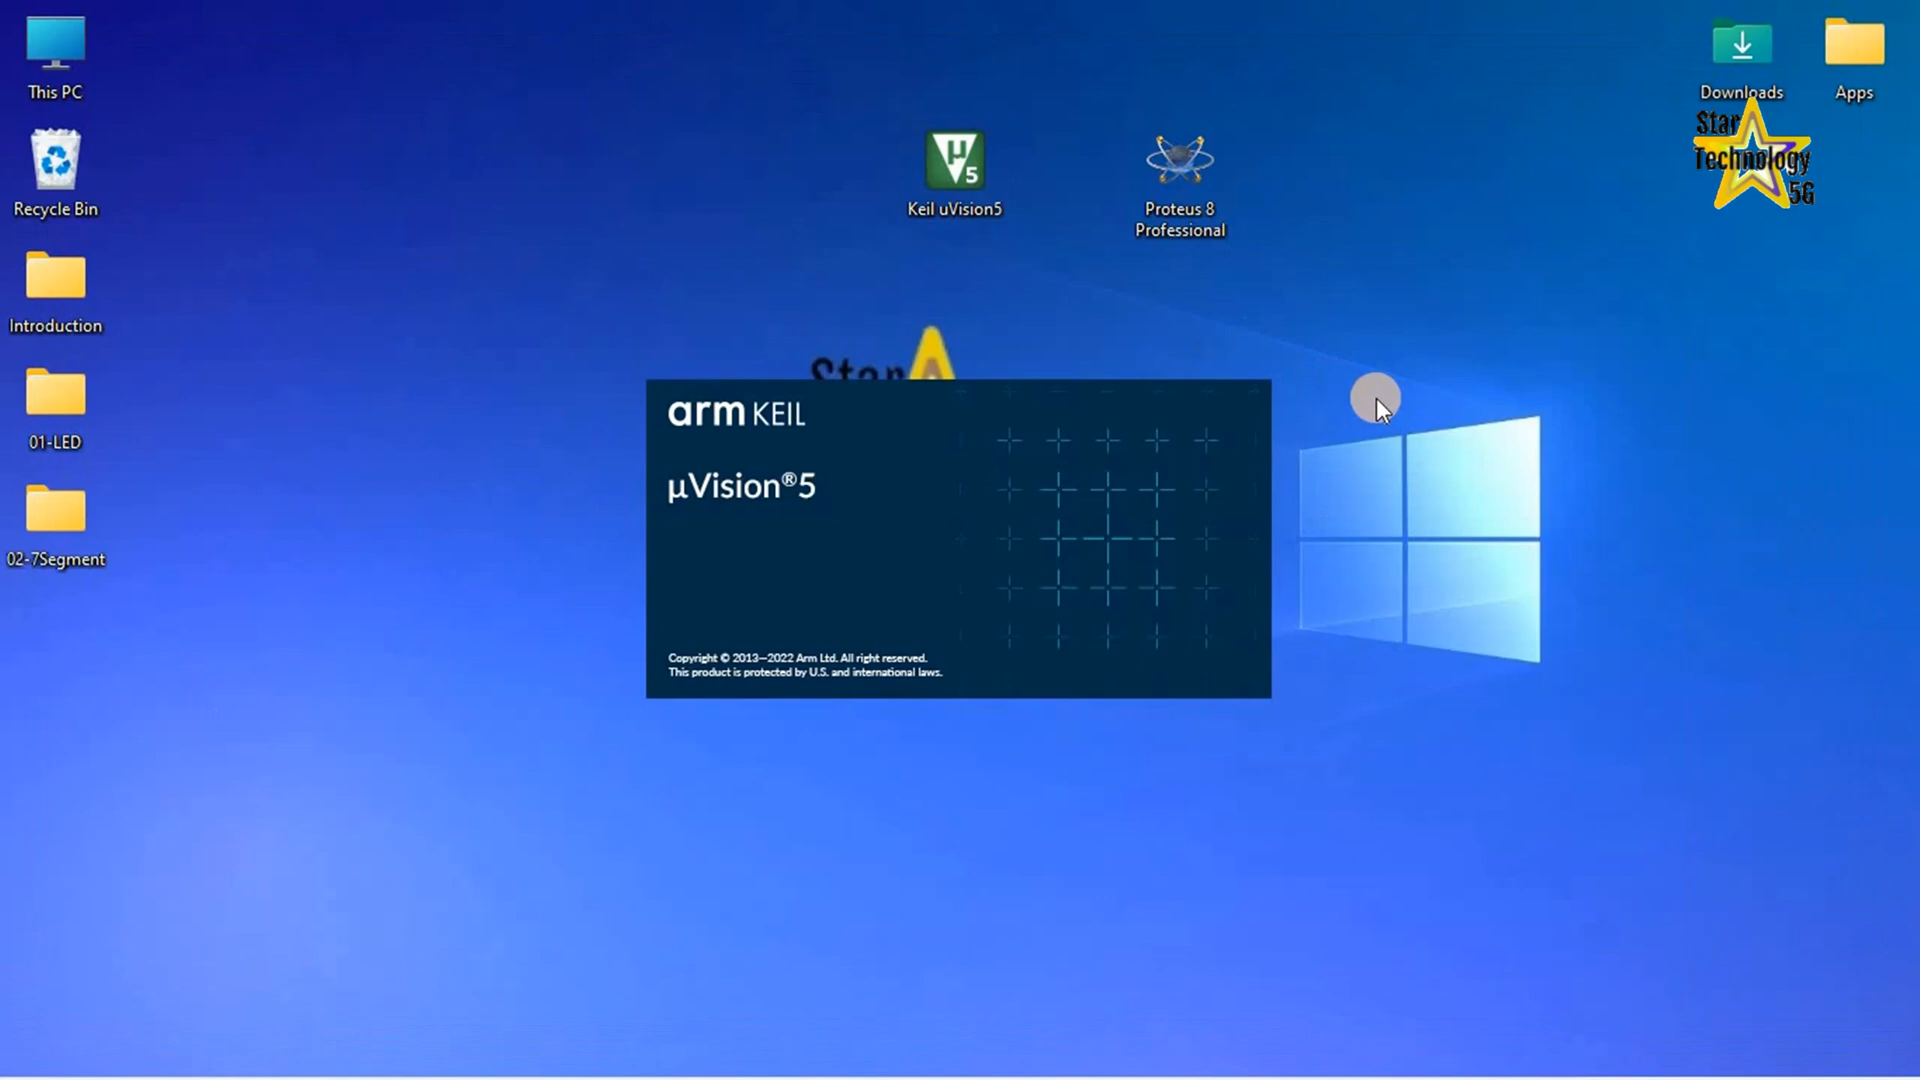 This PC
Recycle Bin
Introduction
01-LED
02-7Segment
µ
5
Keil uVision5
Proteus 8
Professional
Downloads
Apps
Star
Technology
5G
Star
arm KEIL
µVision®5
Copyright © 2013—2022 Arm Ltd. All right reserved.
This product is protected by U.S. and international laws.